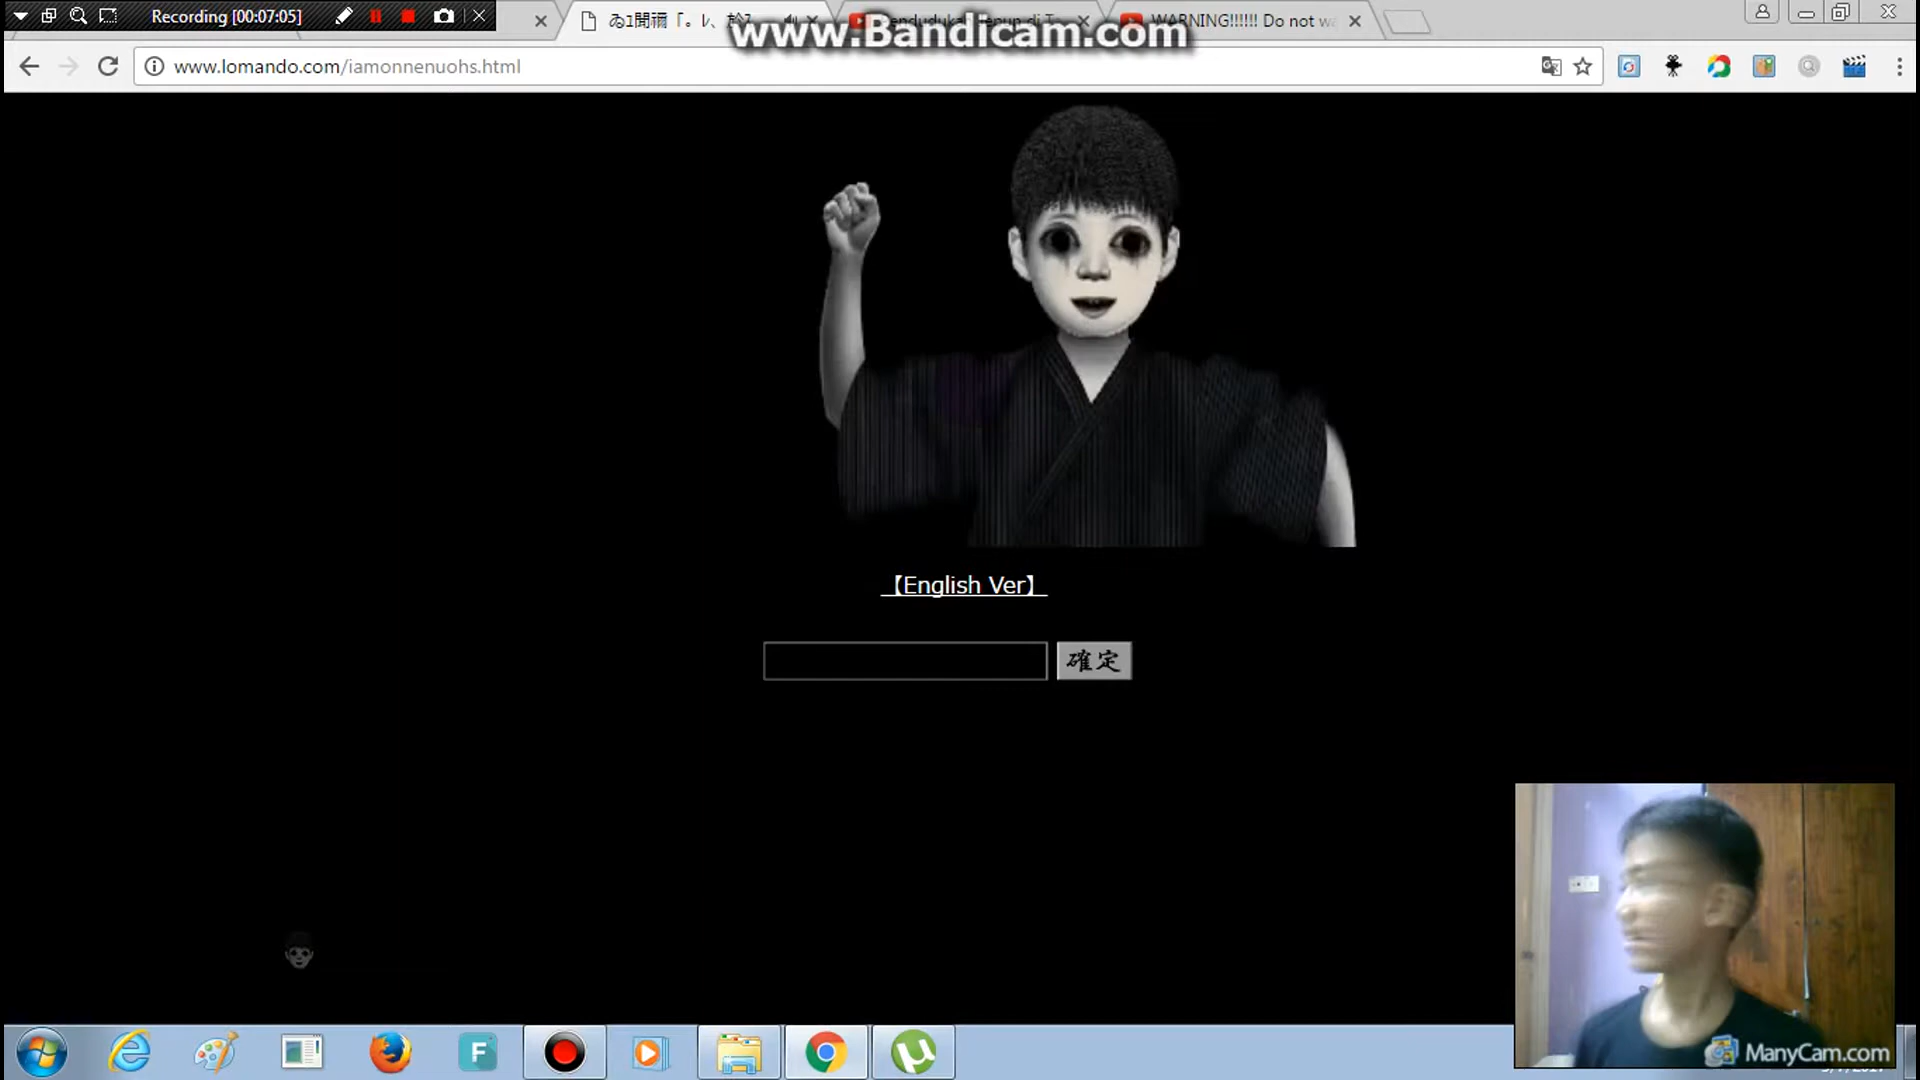 Recording [00:07:05]
www.Bandicam.com
WARNING!!!!!! Do not wa
www.lomando.com/iamonnenuohs.html
【English Ver】
確定
ManyCam.com